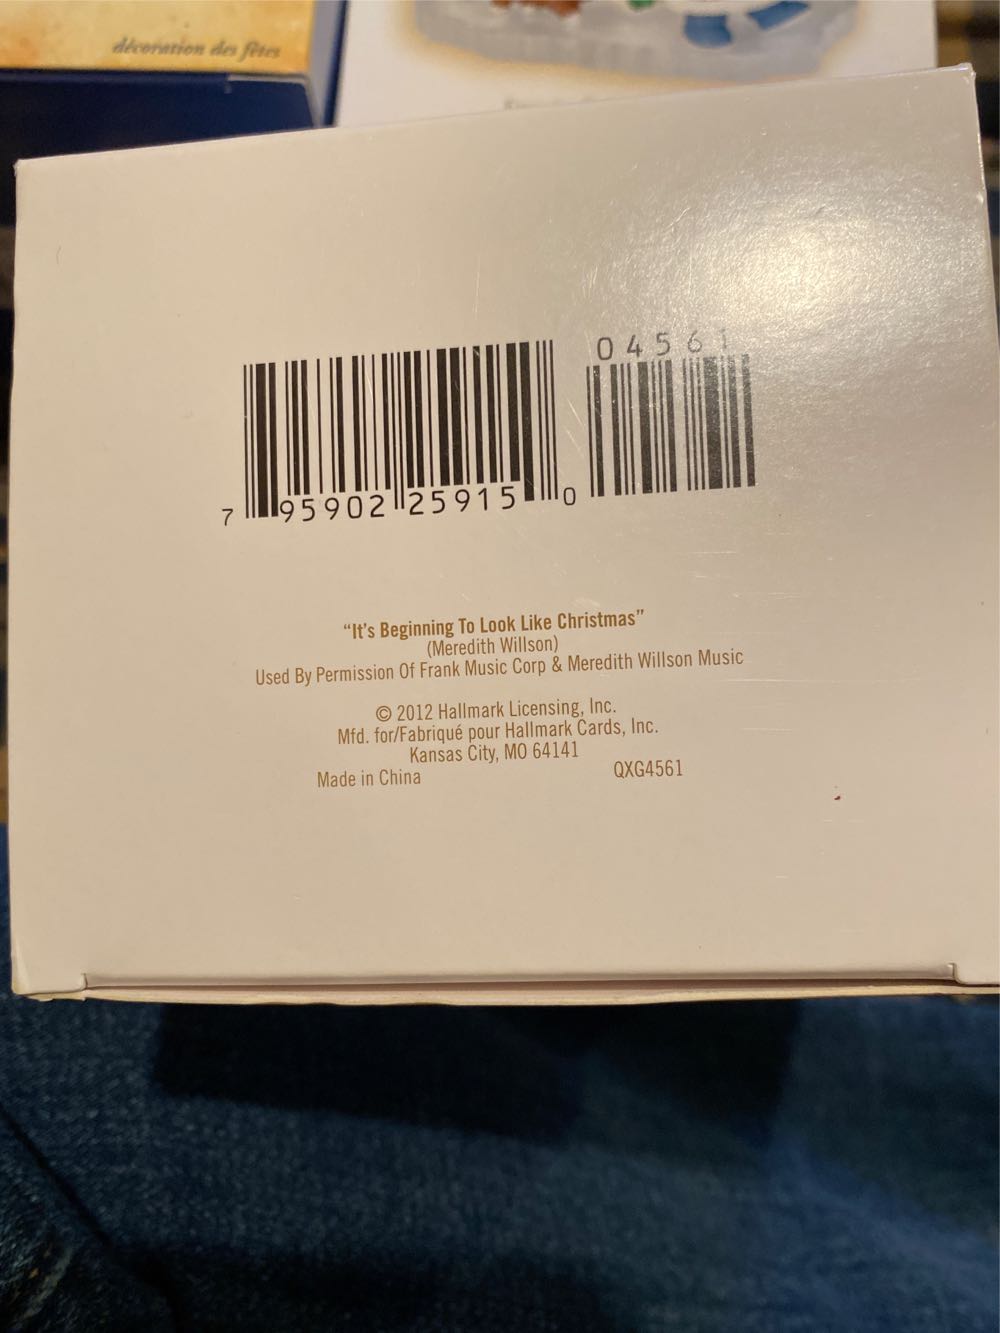 décoration des fêtes
04561
7 95902 25915 0
“It’s Beginning To Look Like Christmas”
(Meredith Willson)
Used By Permission Of Frank Music Corp & Meredith Willson Music
© 2012 Hallmark Licensing, Inc.
Mfd. for/Fabriqué pour Hallmark Cards, Inc.
Kansas City, MO 64141
Made in China QXG4561